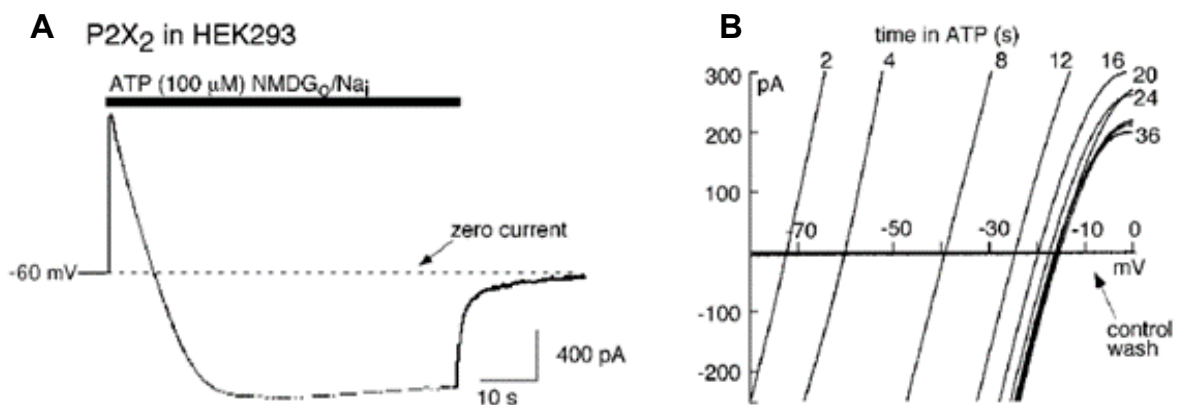 A
P2X2 in HEK293
ATP (100 μM) NMDGo/Nai
zero current
-60 mV
400 pA
10 s
B
time in ATP (s)
2 4 8 12 16
20
24
36
300
pA
200
100
-70 -50 -30 -10 0
mV
-100
control
wash
-200